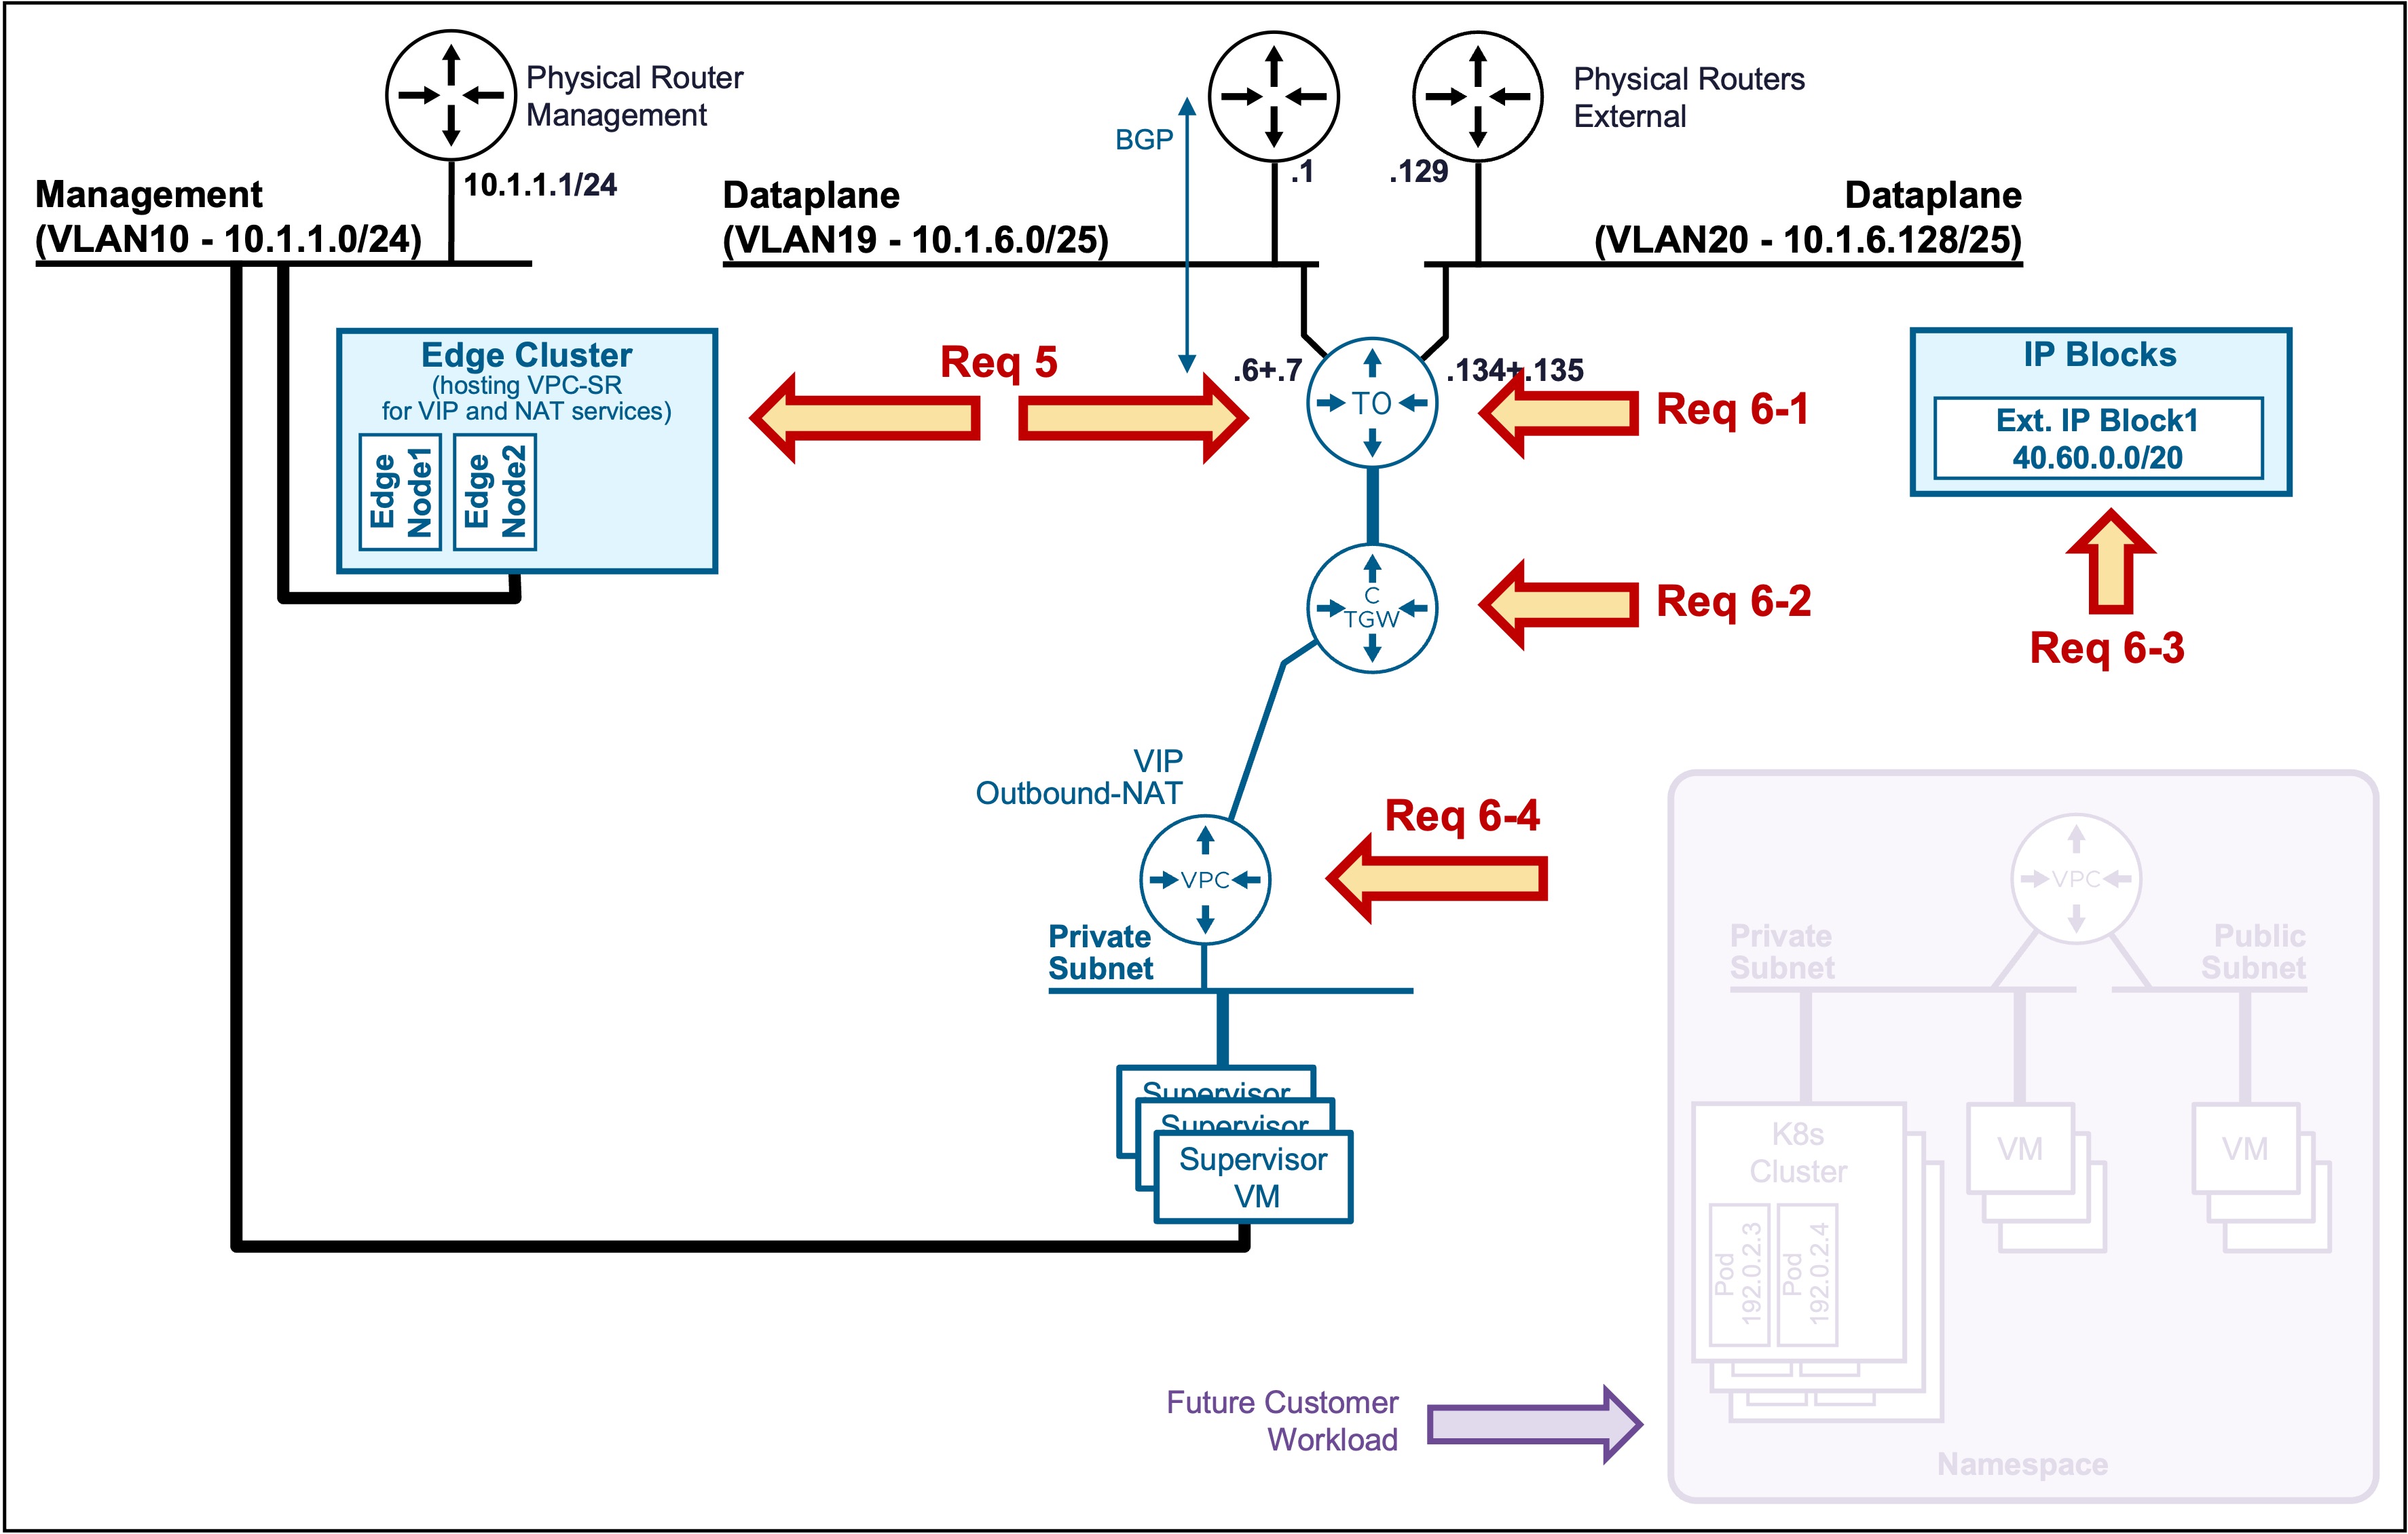 Physical Router
Management
10.1.1.1/24
Management
(VLAN10 - 10.1.1.0/24)
BGP
.1
.129
Physical Routers
External
Dataplane
(VLAN19 - 10.1.6.0/25)
Dataplane
(VLAN20 - 10.1.6.128/25)
Edge Cluster
(hosting VPC-SR
for VIP and NAT services)
Edge
Node1
Edge
Node2
Req 5
.6+.7
.134+.135
T0
Req 6-1
IP Blocks
Ext. IP Block1
40.60.0.0/20
C
TGW
Req 6-2
Req 6-3
VIP
Outbound-NAT
VPC
Req 6-4
Private
Subnet
Supervisor
Supervisor
Supervisor
VM
VPC
Private
Subnet
Public
Subnet
K8s
Cluster
Pod
192.0.2.3
Pod
192.0.2.4
VM
VM
Future Customer
Workload
Namespace